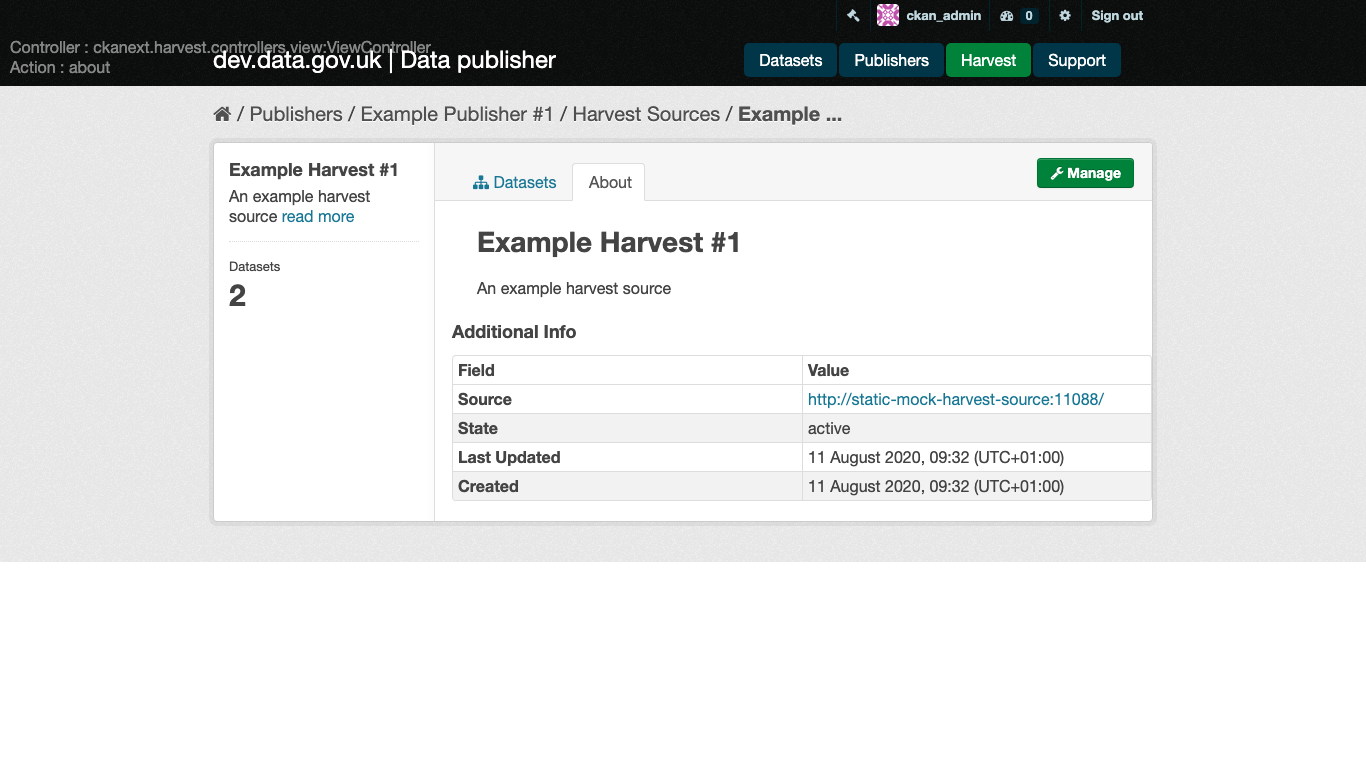 ckan_admin 0 Sign out
Controller : ckanext.harvest.controllers.view:ViewController
Action : about
dev.data.gov.uk | Data publisher
Datasets Publishers Harvest Support
/ Publishers / Example Publisher #1 / Harvest Sources / Example ...
Example Harvest #1
An example harvest
source read more
Datasets
2
Datasets About
Manage
Example Harvest #1
An example harvest source
Additional Info
Field Value
Source http://static-mock-harvest-source:11088/
State active
Last Updated 11 August 2020, 09:32 (UTC+01:00)
Created 11 August 2020, 09:32 (UTC+01:00)